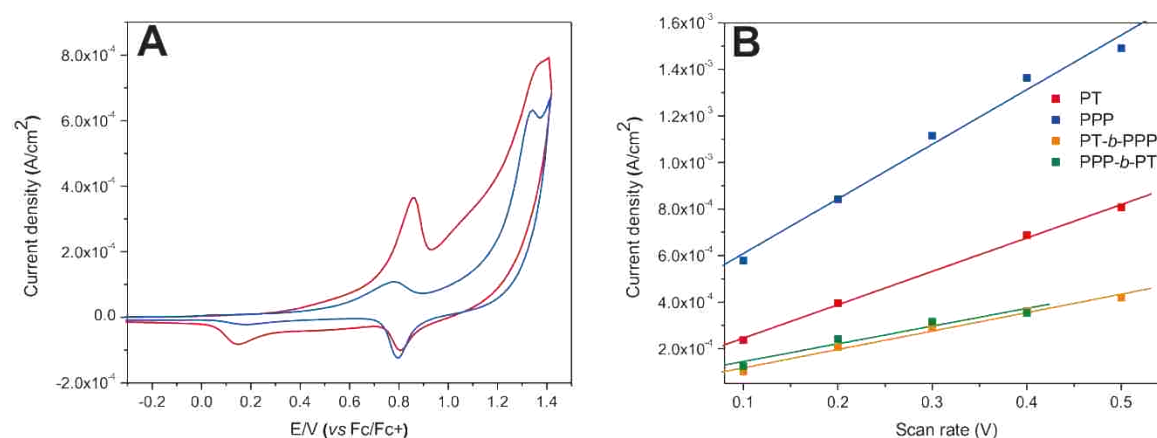 A
8.0x10-4
6.0x10-4
4.0x10-4
2.0x10-4
0.0
-2.0x10-4
Current density (A/cm2)
-0.2 0.0 0.2 0.4 0.6 0.8 1.0 1.2 1.4
E/V (vs Fc/Fc+)
B
1.6x10-3
1.4x10-3
1.2x10-3
1.0x10-3
8.0x10-4
6.0x10-4
4.0x10-4
2.0x10-4
Current density (A/cm2)
PT
PPP
PT-b-PPP
PPP-b-PT
0.1 0.2 0.3 0.4 0.5
Scan rate (V)